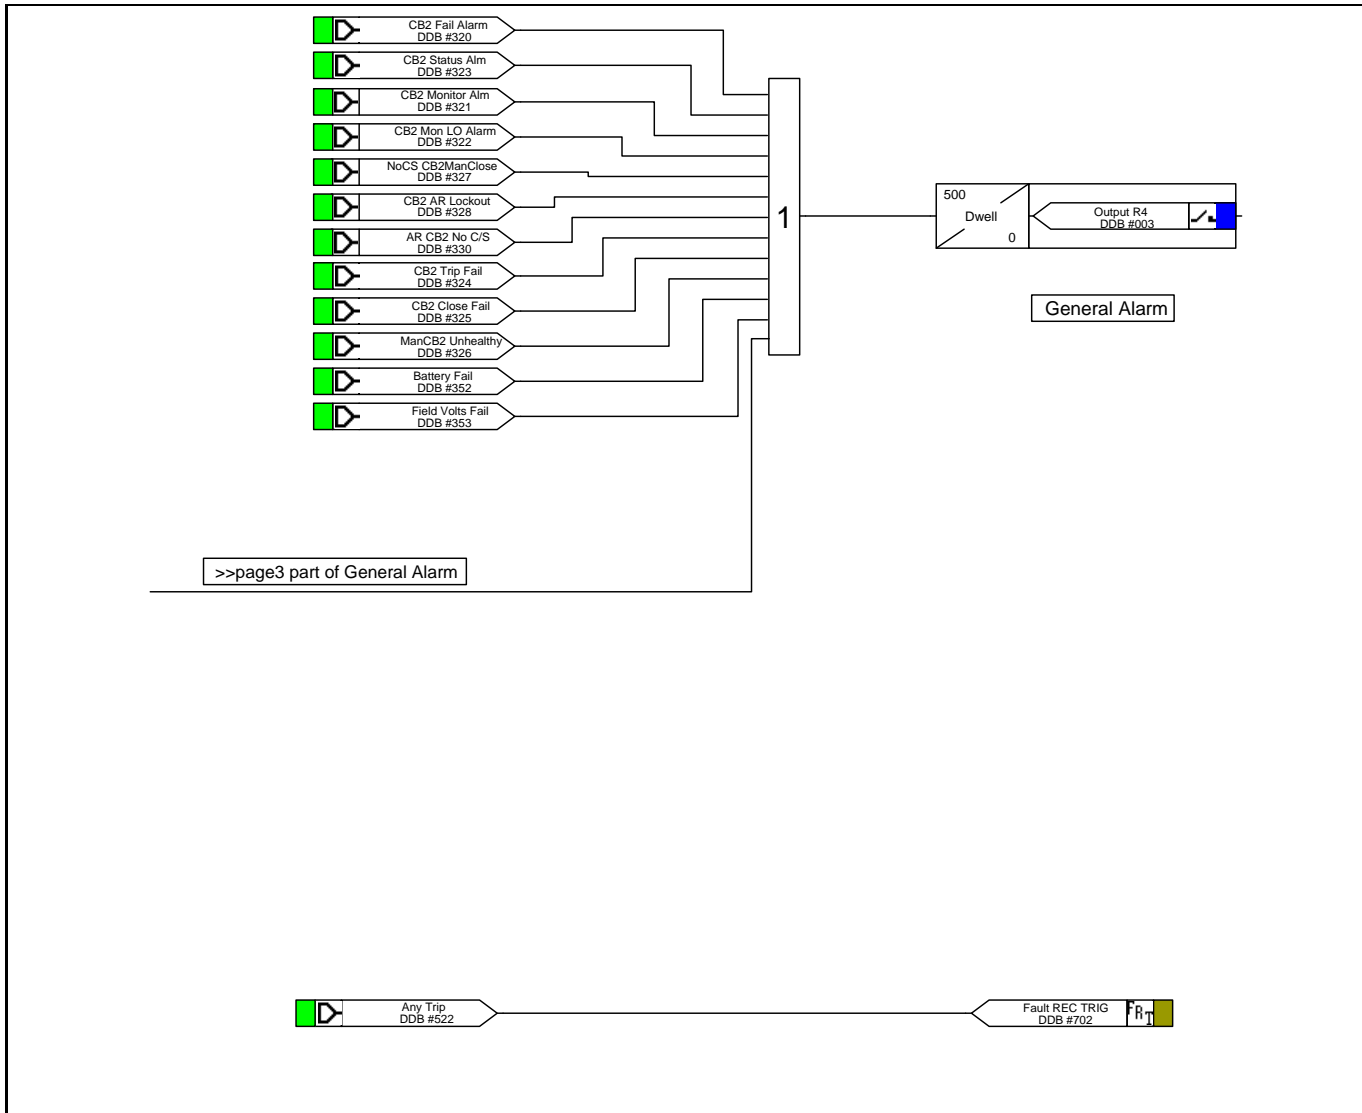 CB2 Fail Alarm
DDB #320
CB2 Status Alm
DDB #323
CB2 Monitor Alm
DDB #321
CB2 Mon LO Alarm
DDB #322
NoCS CB2ManClose
DDB #327
CB2 AR Lockout
DDB #328
AR CB2 No C/S
DDB #330
CB2 Trip Fail
DDB #324
CB2 Close Fail
DDB #325
ManCB2 Unhealthy
DDB #326
Battery Fail
DDB #352
Field Volts Fail
DDB #353
1
500
Dwell
0
Output R4
DDB #003
General Alarm
>>page3 part of General Alarm
Any Trip
DDB #522
Fault REC TRIG
DDB #702
FRT